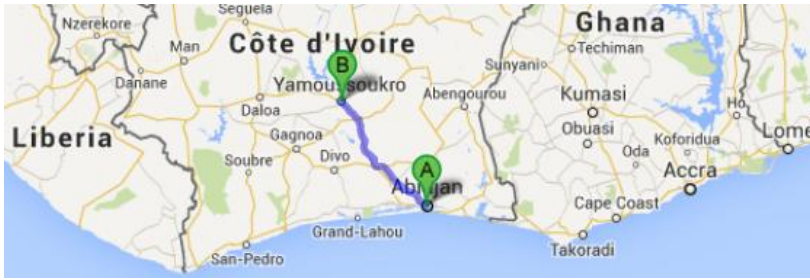 Nzerekore
Seguela
Ghana
Man
Côte d'Ivoire
B
Techiman
Danane
Yamoussoukro
Sunyani
Abengourou
Kumasi
Ho
Daloa
Liberia
Gagnoa
Obuasi
Koforidua
Lome
Soubre
Divo
A
Oda
Abidjan
Accra
Grand-Lahou
Cape Coast
San-Pedro
Takoradi